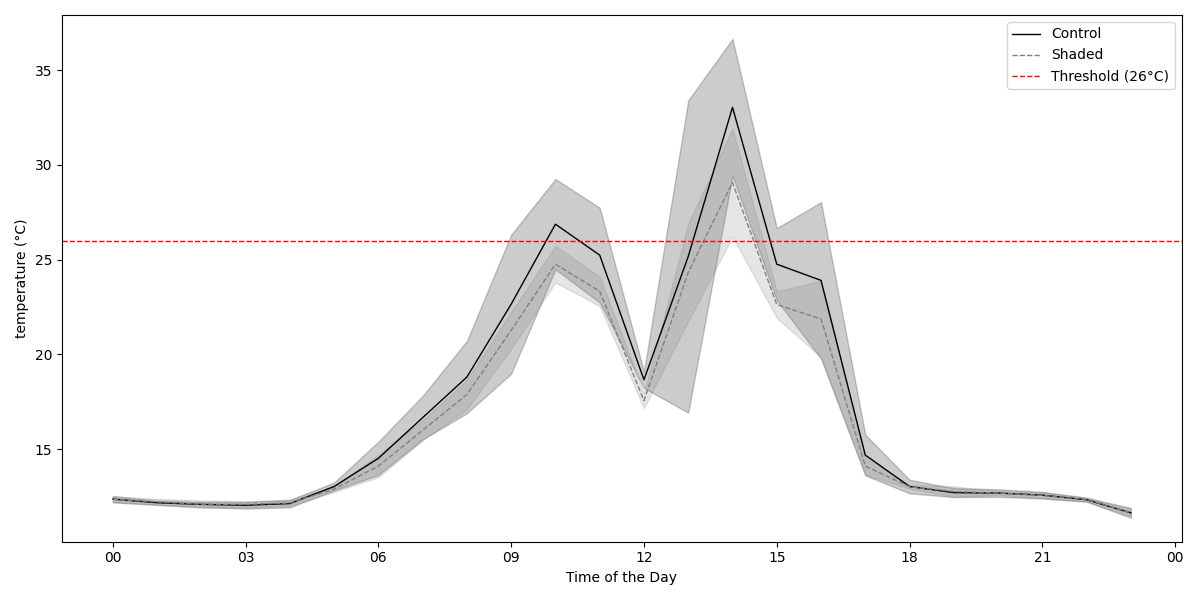 Control
Shaded
Threshold (26°C)
temperature (°C)
35
30
25
20
15
00 03 06 09 12 15 18 21 00
Time of the Day